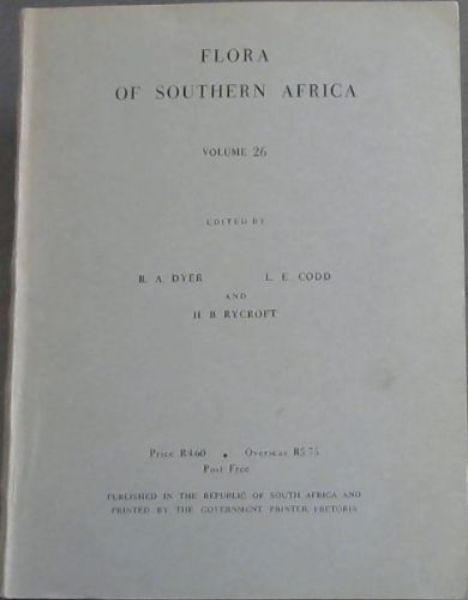 FLORA
OF SOUTHERN AFRICA
VOLUME 26
EDITED BY
R. A. DYER L. E. CODD
AND
H. B. RYCROFT
Price R4.60 . Overseas R5.75
Post Free
PUBLISHED IN THE REPUBLIC OF SOUTH AFRICA AND
PRINTED BY THE GOVERNMENT PRINTER, PRETORIA